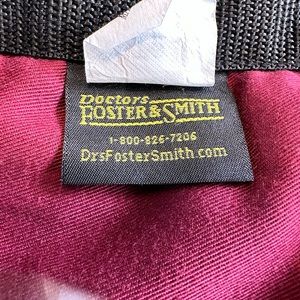 Doctors
FOSTER & SMITH
1-800-826-7206
DrsFosterSmith.com